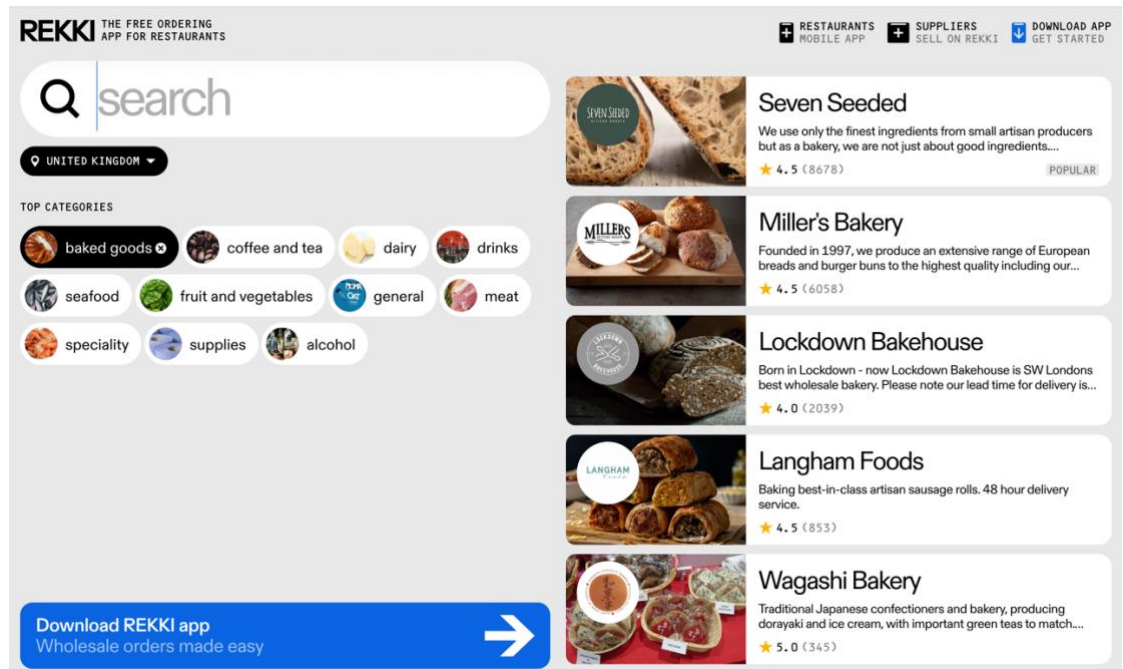 REKKI THE FREE ORDERING
APP FOR RESTAURANTS
RESTAURANTS
MOBILE APP
SUPPLIERS
SELL ON REKKI
DOWNLOAD APP
GET STARTED
search
UNITED KINGDOM
TOP CATEGORIES
baked goods
coffee and tea
dairy
drinks
seafood
fruit and vegetables
general
meat
speciality
supplies
alcohol
Download REKKI app
Wholesale orders made easy
SEVEN SEEDED
Seven Seeded
We use only the finest ingredients from small artisan producers
but as a bakery, we are not just about good ingredients....
4.5 (8678)
POPULAR
MILLERS
Miller's Bakery
Founded in 1997, we produce an extensive range of European
breads and burger buns to the highest quality including our...
4.5 (6058)
LOCKDOWN
BAKEHOUSE
Lockdown Bakehouse
Born in Lockdown - now Lockdown Bakehouse is SW Londons
best wholesale bakery. Please note our lead time for delivery is...
4.0 (2039)
LANGHAM
Foods
Langham Foods
Baking best-in-class artisan sausage rolls. 48 hour delivery
service.
4.5 (853)
Wagashi Bakery
Traditional Japanese confectioners and bakery, producing
dorayaki and ice cream, with important green teas to match....
5.0 (345)